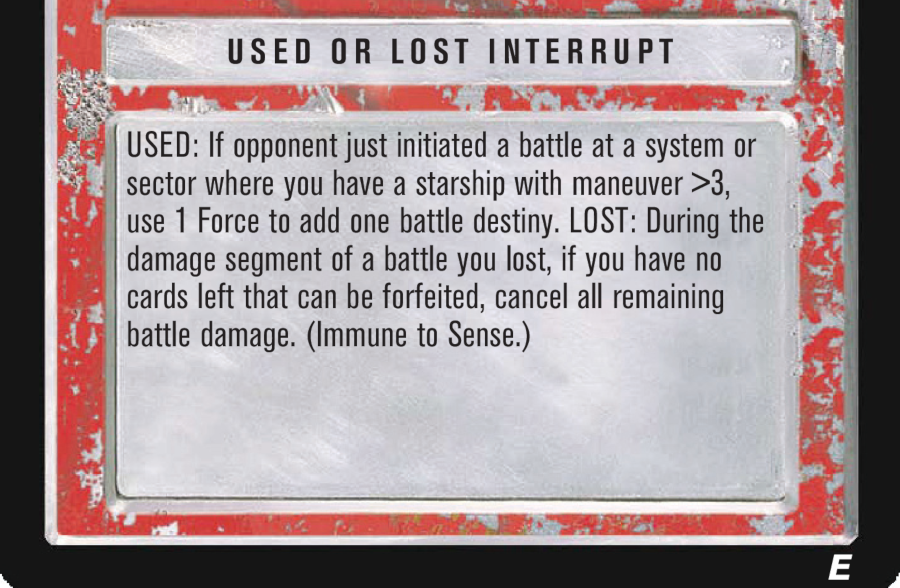 USED OR LOST INTERRUPT
USED: If opponent just initiated a battle at a system or
sector where you have a starship with maneuver >3,
use 1 Force to add one battle destiny. LOST: During the
damage segment of a battle you lost, if you have no
cards left that can be forfeited, cancel all remaining
battle damage. (Immune to Sense.)
E